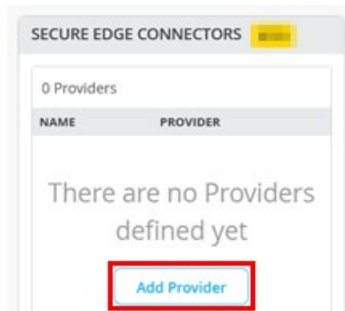 SECURE EDGE CONNECTORS
0 Providers
NAME PROVIDER
There are no Providers
defined yet
Add Provider